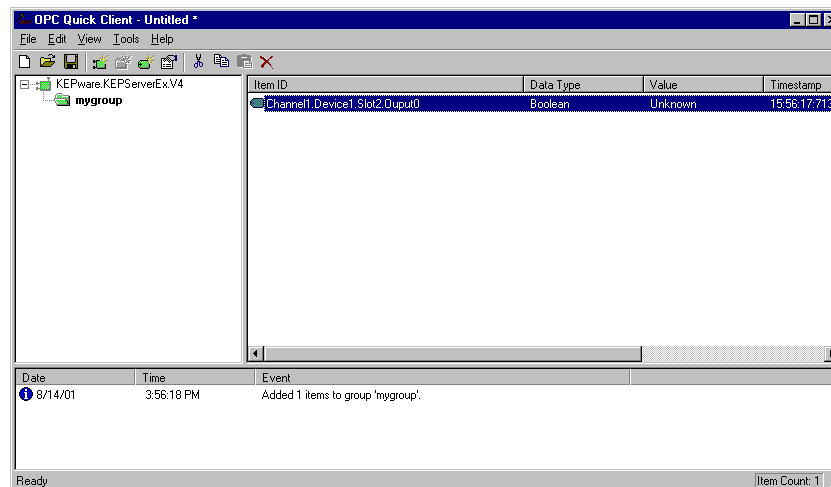 OPC Quick Client - Untitled *
File Edit View Tools Help
KEPware.KEPServerEx.V4
mygroup
Item ID Data Type Value Timestamp
Channel1.Device1.Slot2.Ouput0 Boolean Unknown 15:56:17:713
Date Time Event
8/14/01 3:56:18 PM Added 1 items to group 'mygroup'.
Ready Item Count: 1